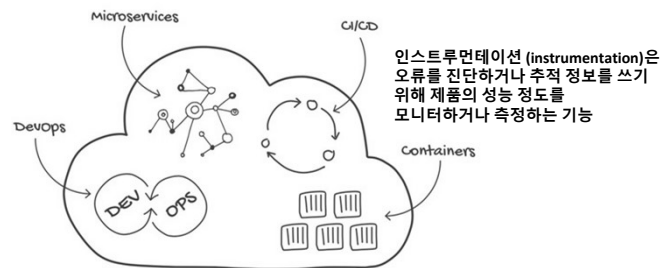 Microservices
CI/CD
인스트루먼테이션 (instrumentation)은
오류를 진단하거나 추적 정보를 쓰기
위해 제품의 성능 정도를
모니터하거나 측정하는 기능
DevOps
Containers
DEV
OPS